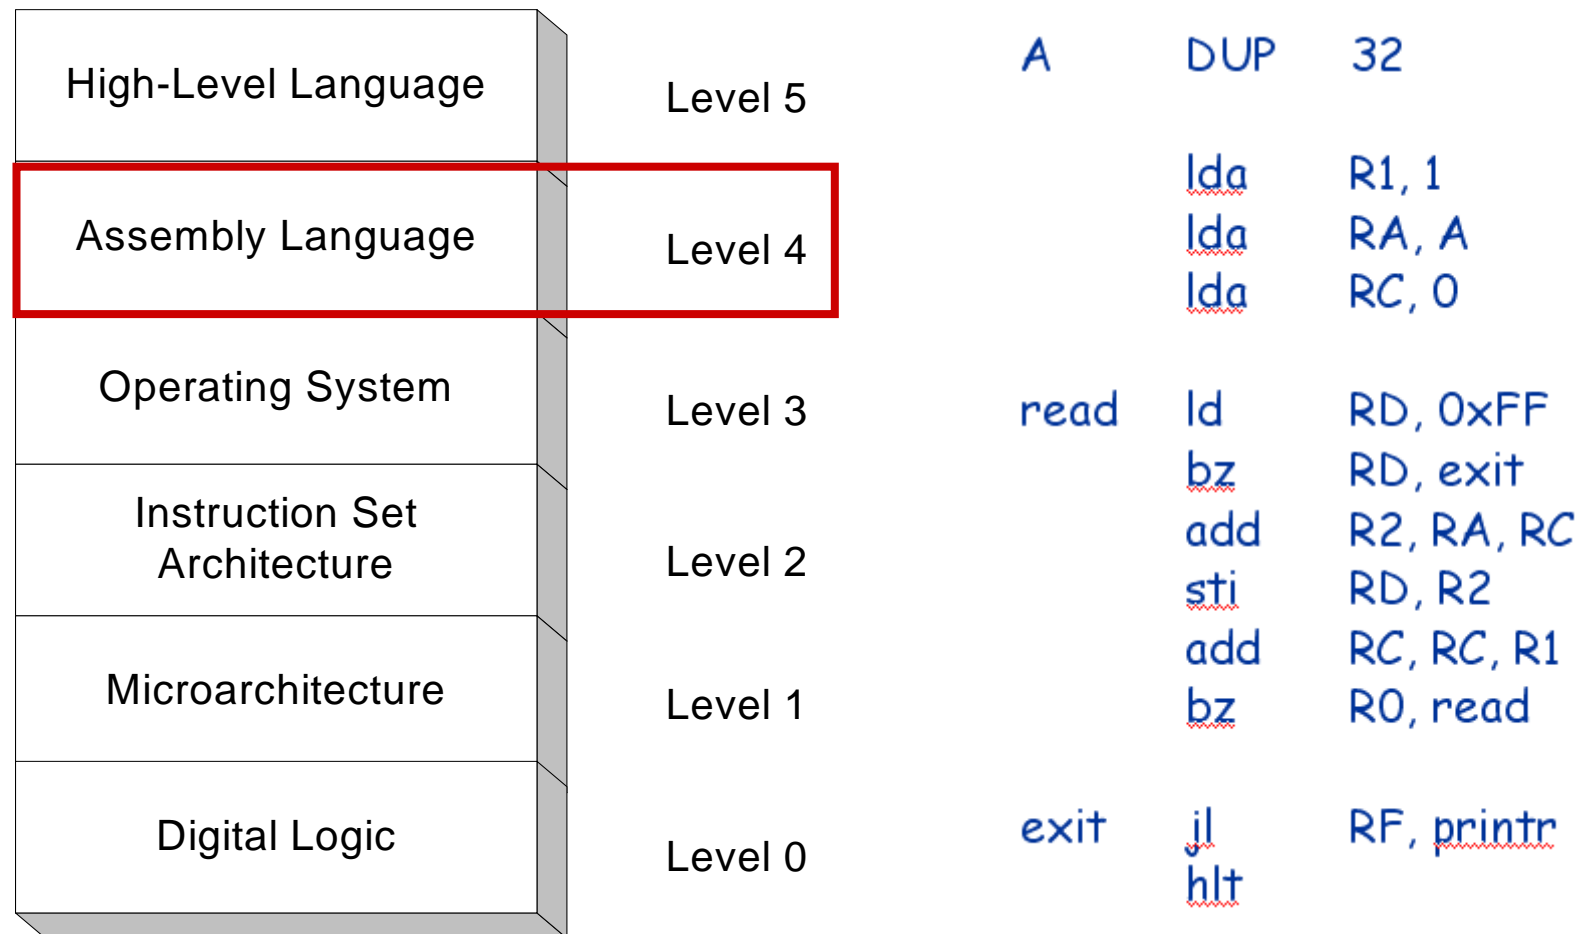 High-Level Language
Level 5
Assembly Language
Level 4
Operating System
Level 3
Instruction Set
Architecture
Level 2
Microarchitecture
Level 1
Digital Logic
Level 0
A DUP 32
lda R1, 1
lda RA, A
lda RC, 0
read ld RD, 0xFF
bz RD, exit
add R2, RA, RC
sti RD, R2
add RC, RC, R1
bz R0, read
exit jl RF, printr
hlt